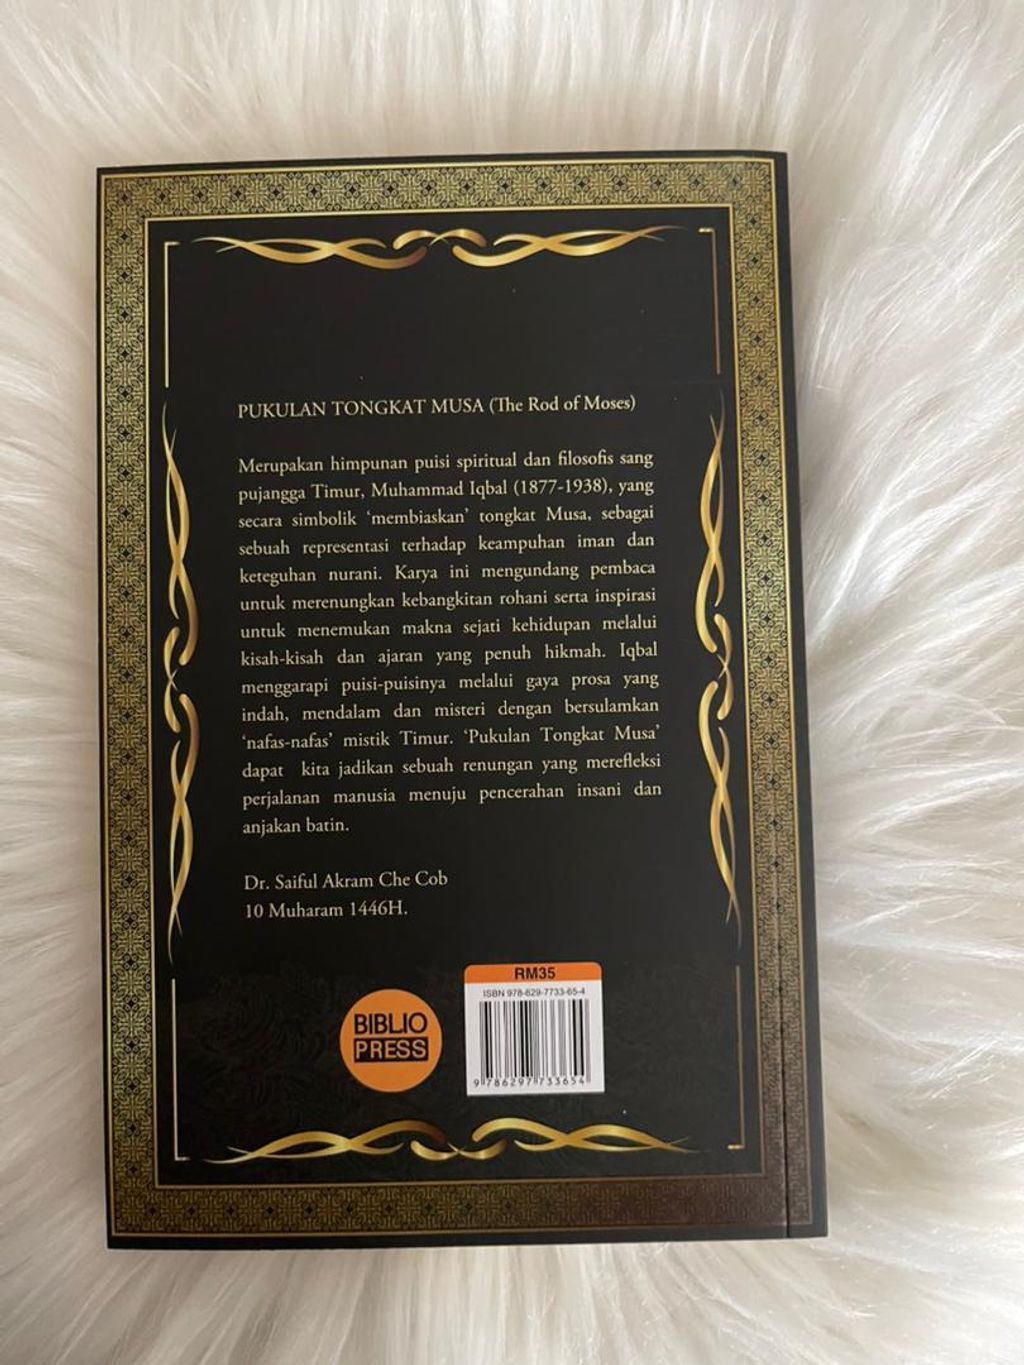 PUKULAN TONGKAT MUSA (The Rod of Moses)
Merupakan himpunan puisi spiritual dan filosofis sang
pujangga Timur, Muhammad Iqbal (1877-1938), yang
secara simbolik ‘membiaskan’ tongkat Musa, sebagai
sebuah representasi terhadap keampuhan iman dan
keteguhan nurani. Karya ini mengundang pembaca
untuk merenungkan kebangkitan rohani serta inspirasi
untuk menemukan makna sejati kehidupan melalui
kisah-kisah dan ajaran yang penuh hikmah. Iqbal
menggarapi puisi-puisinya melalui gaya prosa yang
indah, mendalam dan misteri dengan bersulamkan
‘nafas-nafas’ mistik Timur. ‘Pukulan Tongkat Musa’
dapat kita jadikan sebuah renungan yang merefleksi
perjalanan manusia menuju pencerahan insani dan
anjakan batin.
Dr. Saiful Akram Che Cob
10 Muharam 1446H.
BIBLIO
PRESS
RM35
ISBN 978-629-7733-65-4
9 786297 733654